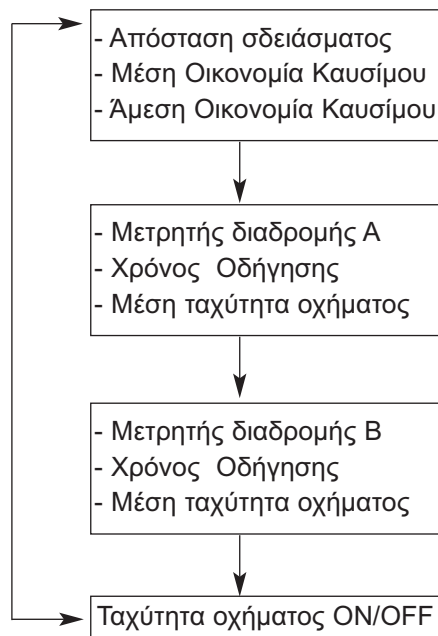 - Απόσταση σδειάσματος
- Μέση Οικονομία Καυσίμου
- Άμεση Οικονομία Καυσίμου
- Μετρητής διαδρομής Α
- Χρόνος Οδήγησης
- Μέση ταχύτητα οχήματος
- Μετρητής διαδρομής Β
- Χρόνος Οδήγησης
- Μέση ταχύτητα οχήματος
Ταχύτητα οχήματος ON/OFF